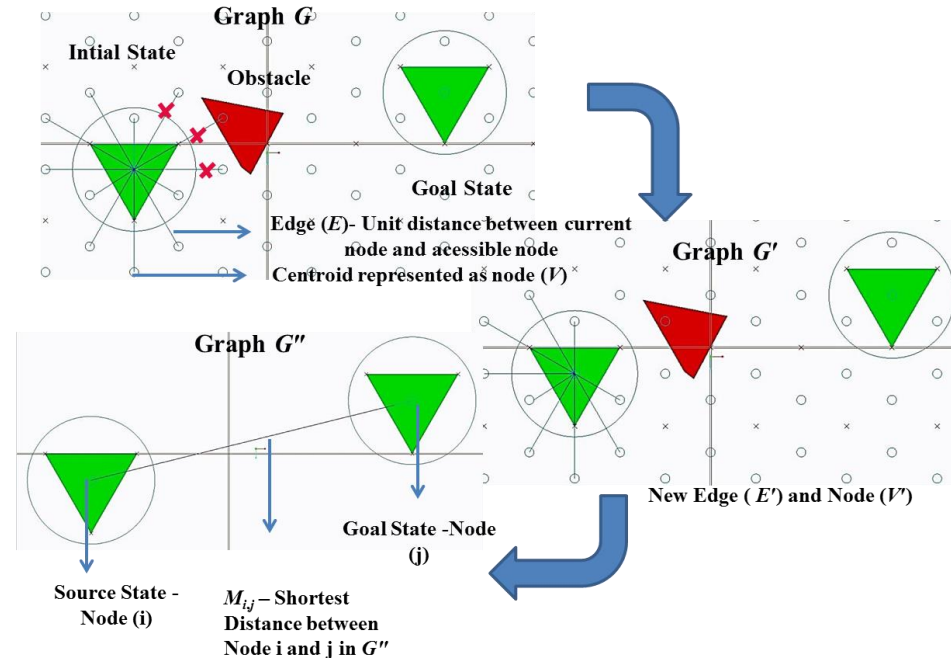 Graph G
Intial State
Obstacle
Goal State
Edge (E)- Unit distance between current
node and acessible node
Centroid represented as node (V)
Graph G′
New Edge ( E′) and Node (V′)
Graph G″
Goal State -Node
(j)
Source State -
Node (i)
Mi,j – Shortest
Distance between
Node i and j in G″